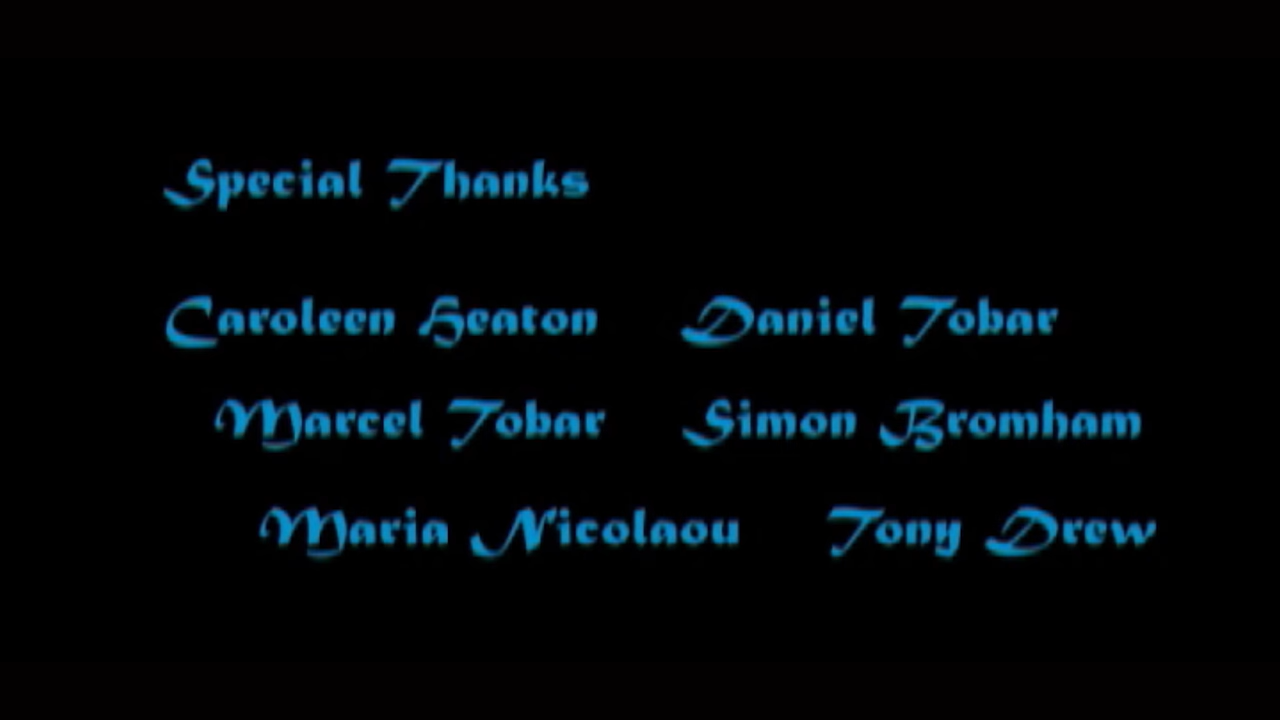 Special Thanks
Caroleen Heaton Daniel Tobar
Marcel Tobar Simon Bromham
Maria Nicolaou Tony Drew